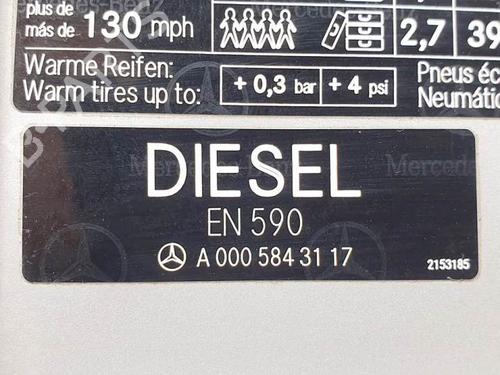 plus de
más de 130 mph
2,7 39
Warme Reifen:
Warm tires up to: + 0,3 bar + 4 psi
Pneus éc
Neumátic
DIESEL
EN 590
A 000 584 31 17
2153185